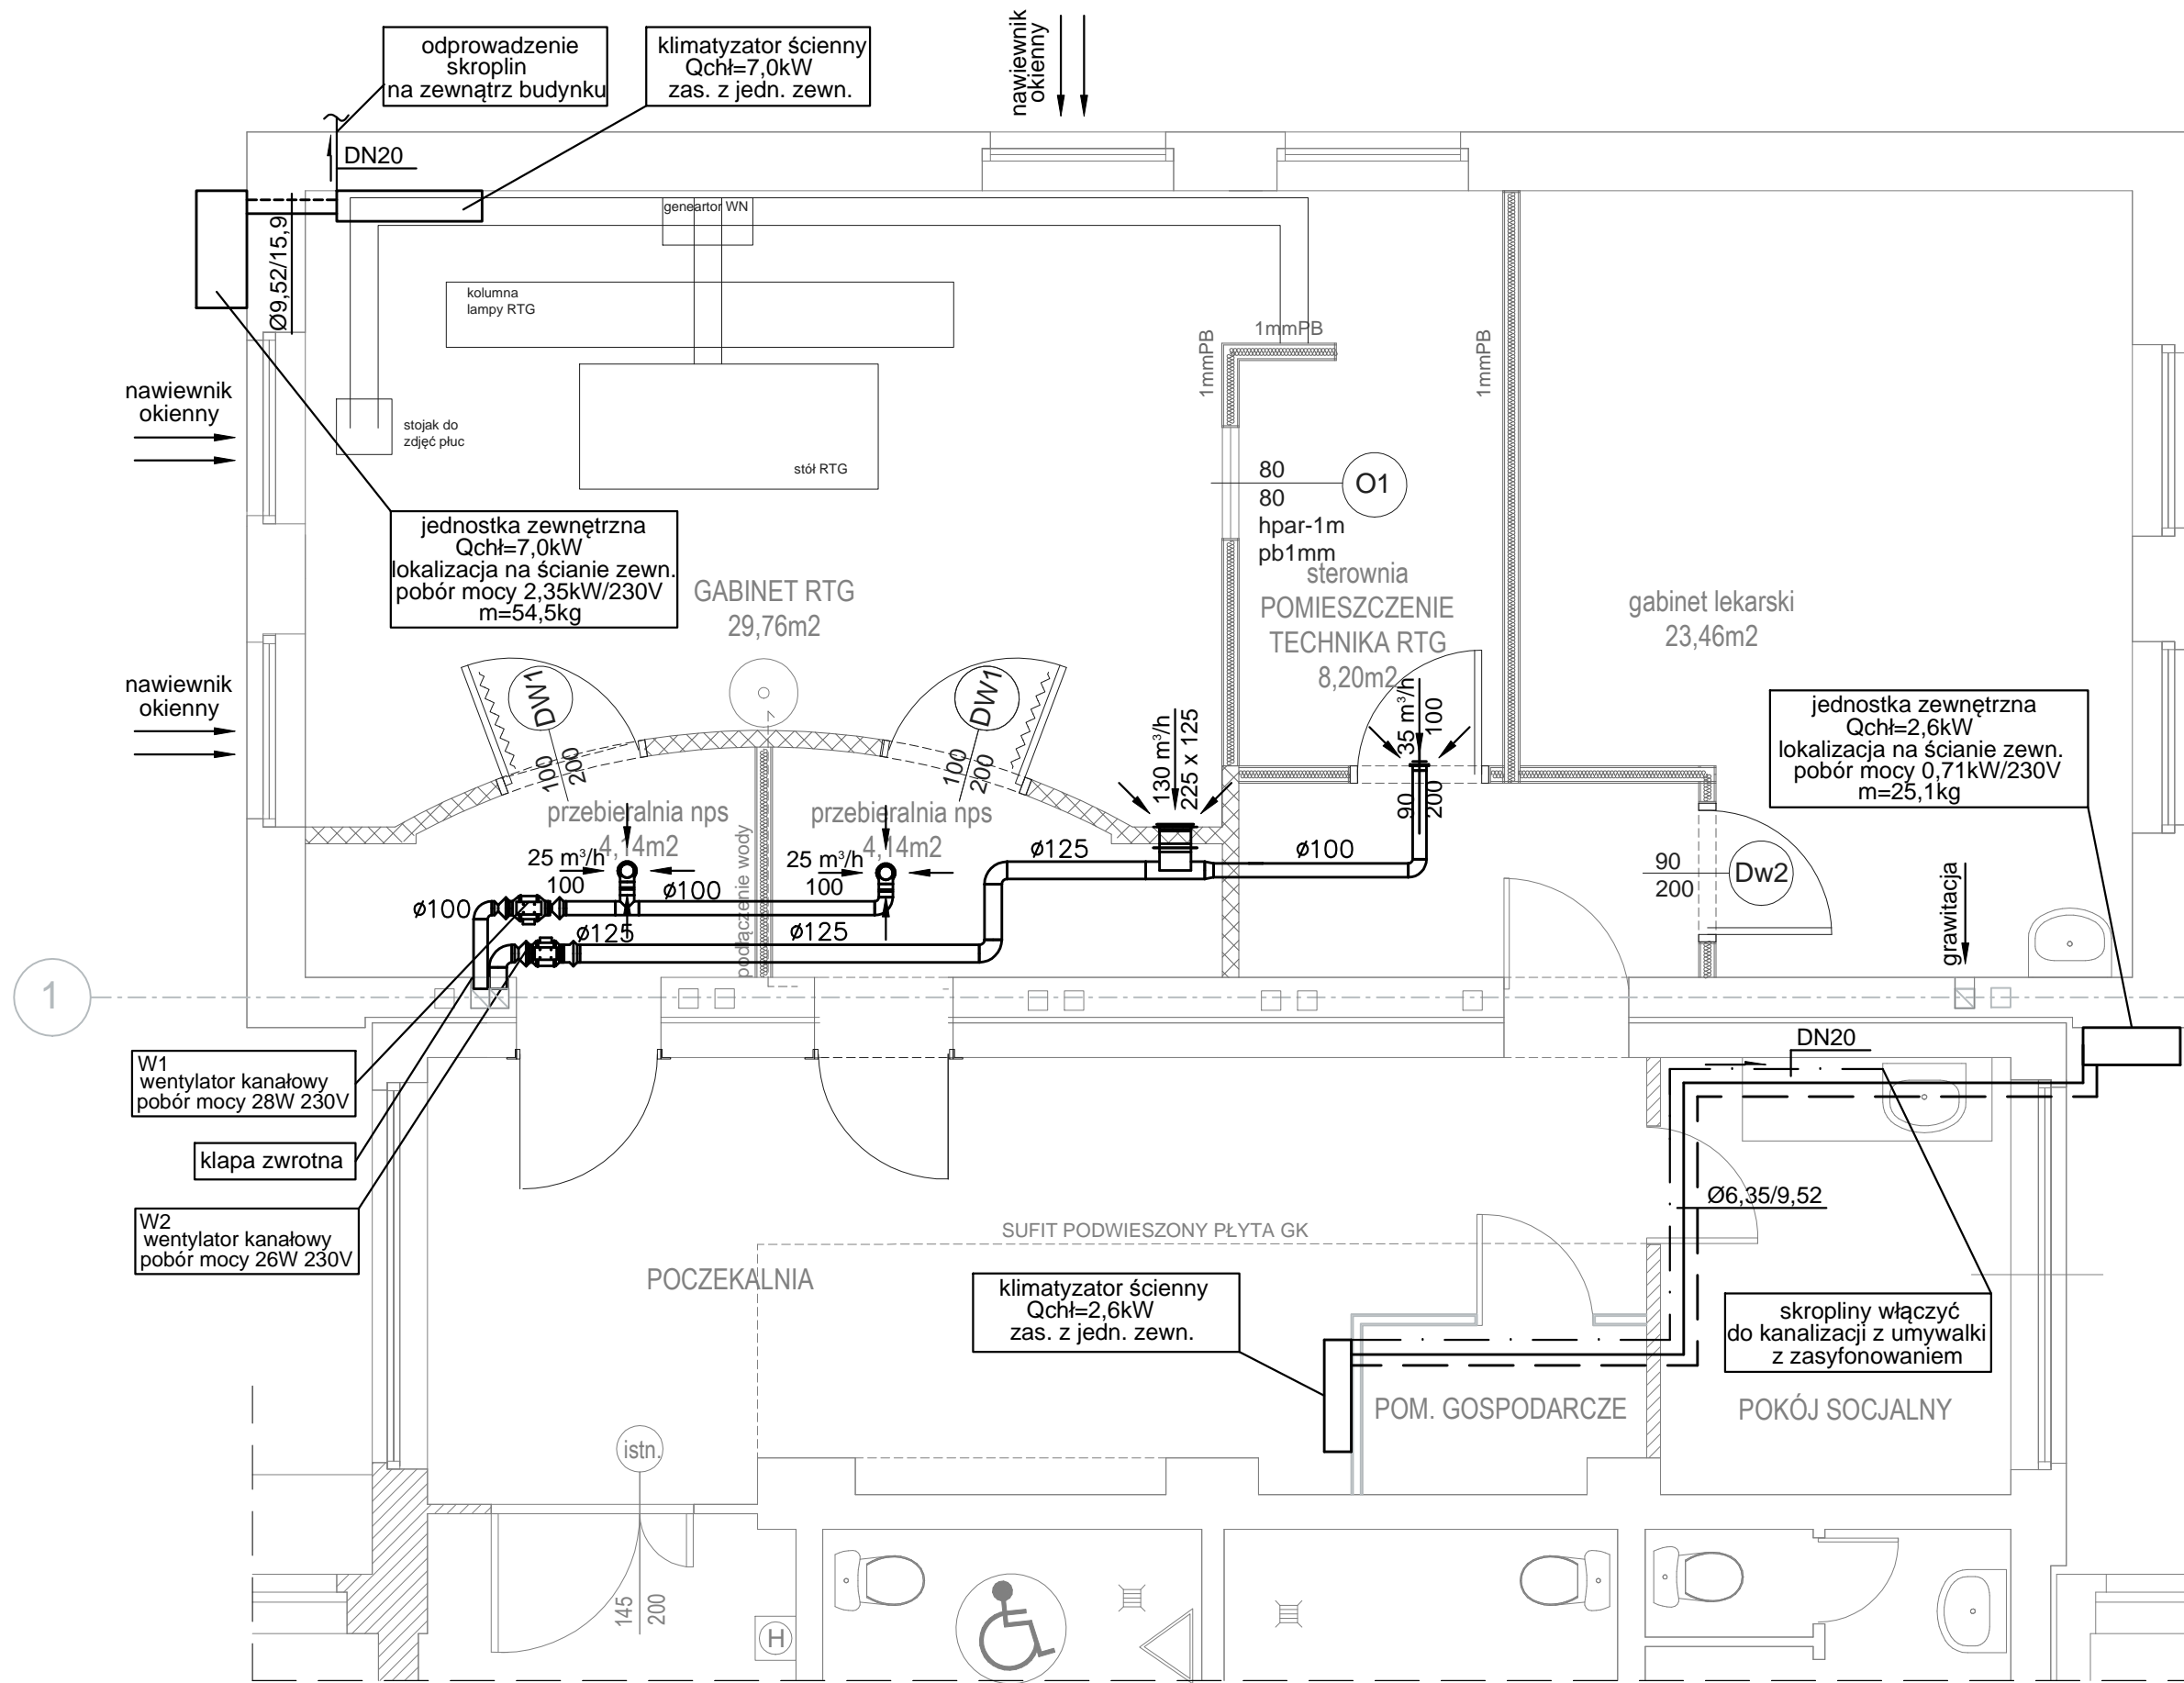 odprowadzenie
skroplin
na zewnątrz budynku
klimatyzator ścienny
Qchł=7,0kW
zas. z jedn. zewn.
nawiewnik
okienny
DN20
Ø9,52/15,9
geneartor WN
kolumna
lampy RTG
1mmPB
1mmPB
1mmPB
nawiewnik
okienny
stojak do
zdjęć płuc
stół RTG
80
80
hpar-1m
pb1mm
O1
jednostka zewnętrzna
Qchł=7,0kW
lokalizacja na ścianie zewn.
pobór mocy 2,35kW/230V
m=54,5kg
GABINET RTG
29,76m2
sterownia
POMIESZCZENIE
TECHNIKA RTG
8,20m2
gabinet lekarski
23,46m2
nawiewnik
okienny
DW1
100
200
DW1
100
200
130 m³/h
225 x 125
35 m³/h
100
90
200
jednostka zewnętrzna
Qchł=2,6kW
lokalizacja na ścianie zewn.
pobór mocy 0,71kW/230V
m=25,1kg
przebieralnia nps
4,14m2
przebieralnia nps
4,14m2
25 m³/h
100
25 m³/h
100
podłączenie wody
ø100
ø100
ø125
ø125
ø125
ø100
90
200
Dw2
grawitacja
1
W1
wentylator kanałowy
pobór mocy 28W 230V
klapa zwrotna
W2
wentylator kanałowy
pobór mocy 26W 230V
DN20
Ø6,35/9,52
SUFIT PODWIESZONY PŁYTA GK
POCZEKALNIA
klimatyzator ścienny
Qchł=2,6kW
zas. z jedn. zewn.
skropliny włączyć
do kanalizacji z umywalki
z zasyfonowaniem
POM. GOSPODARCZE
POKÓJ SOCJALNY
istn.
145
200
H